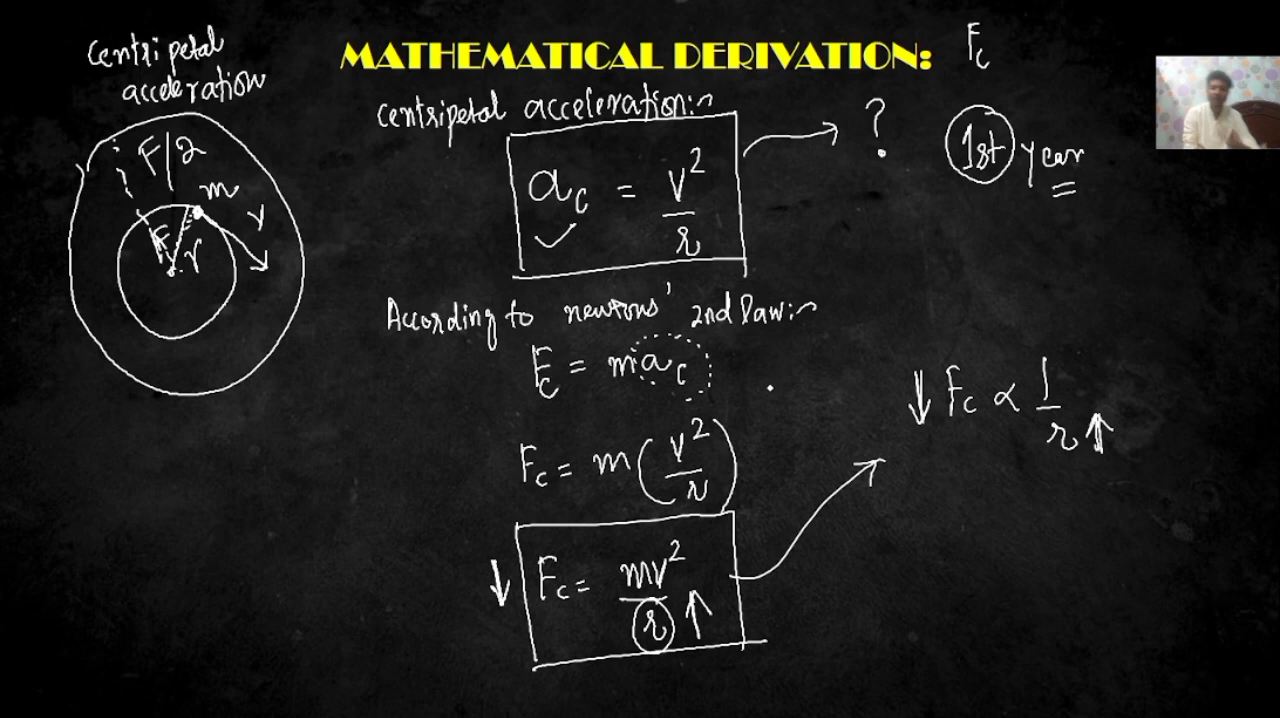 Centripetal
acceleration
MATHEMATICAL DERIVATION: Fc
Centripetal acceleration:~
ac = v²/r → ?
1st year
F/2
m
v
F
r
According to newtons' 2nd Law:~
Fc = mac
Fc = m(v²/r)
↓ Fc = mv²/r ↑
↓ Fc ∝ 1/r ↑